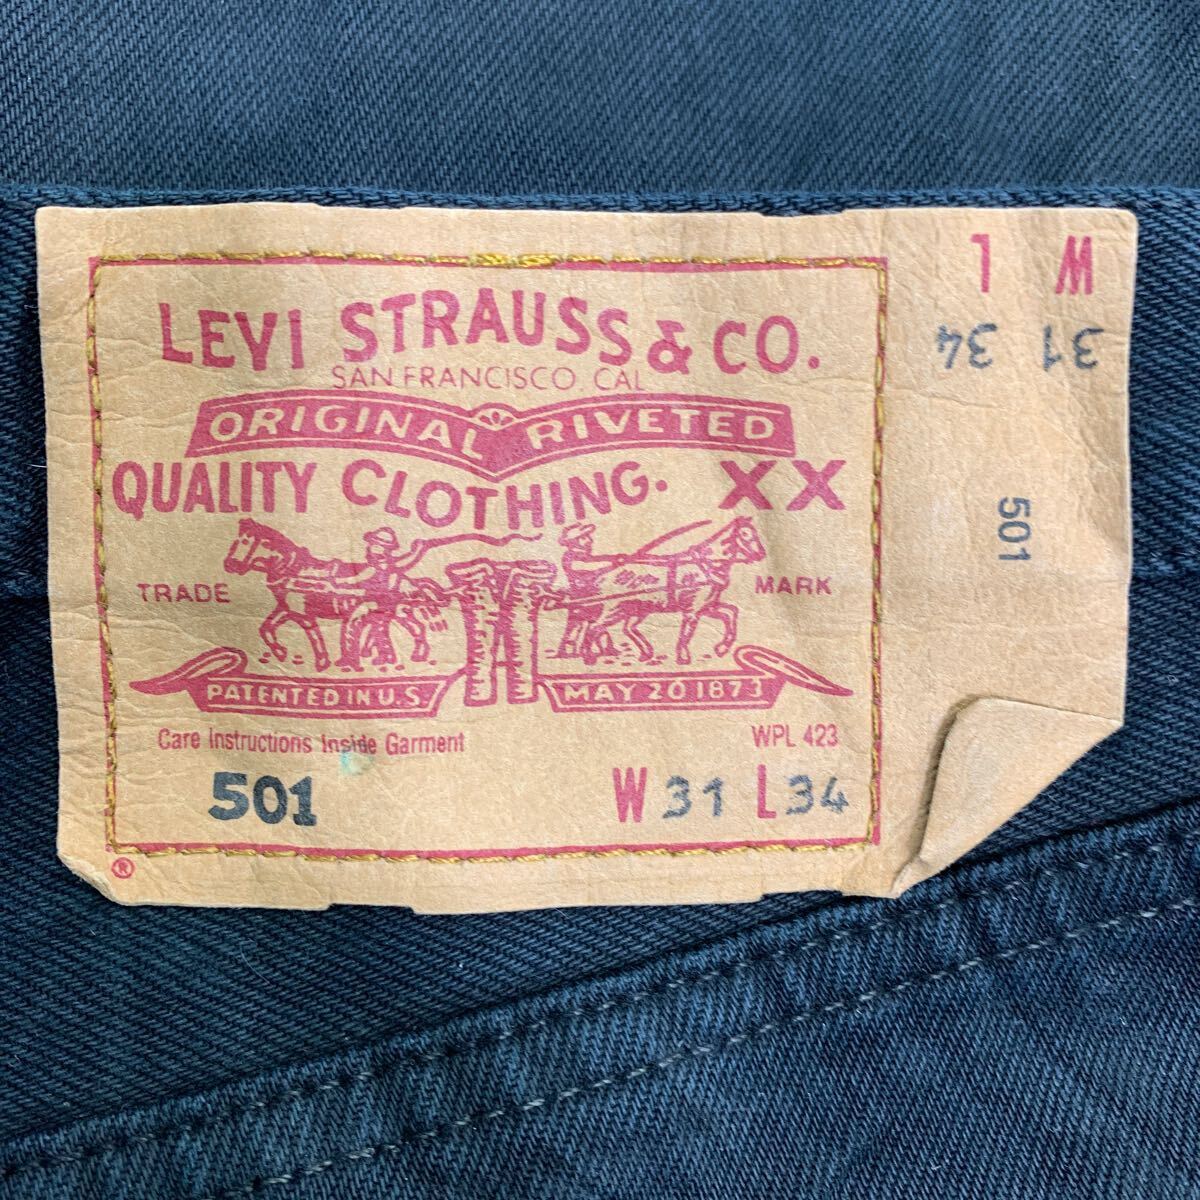 LEVI STRAUSS & CO.
SAN FRANCISCO, CAL
ORIGINAL RIVETED
QUALITY CLOTHING. XX
TRADE MARK
PATENTED IN U.S. MAY 20 1873
Care Instructions Inside Garment WPL 423
501 W 31 L 34
®
W L
31 34
501